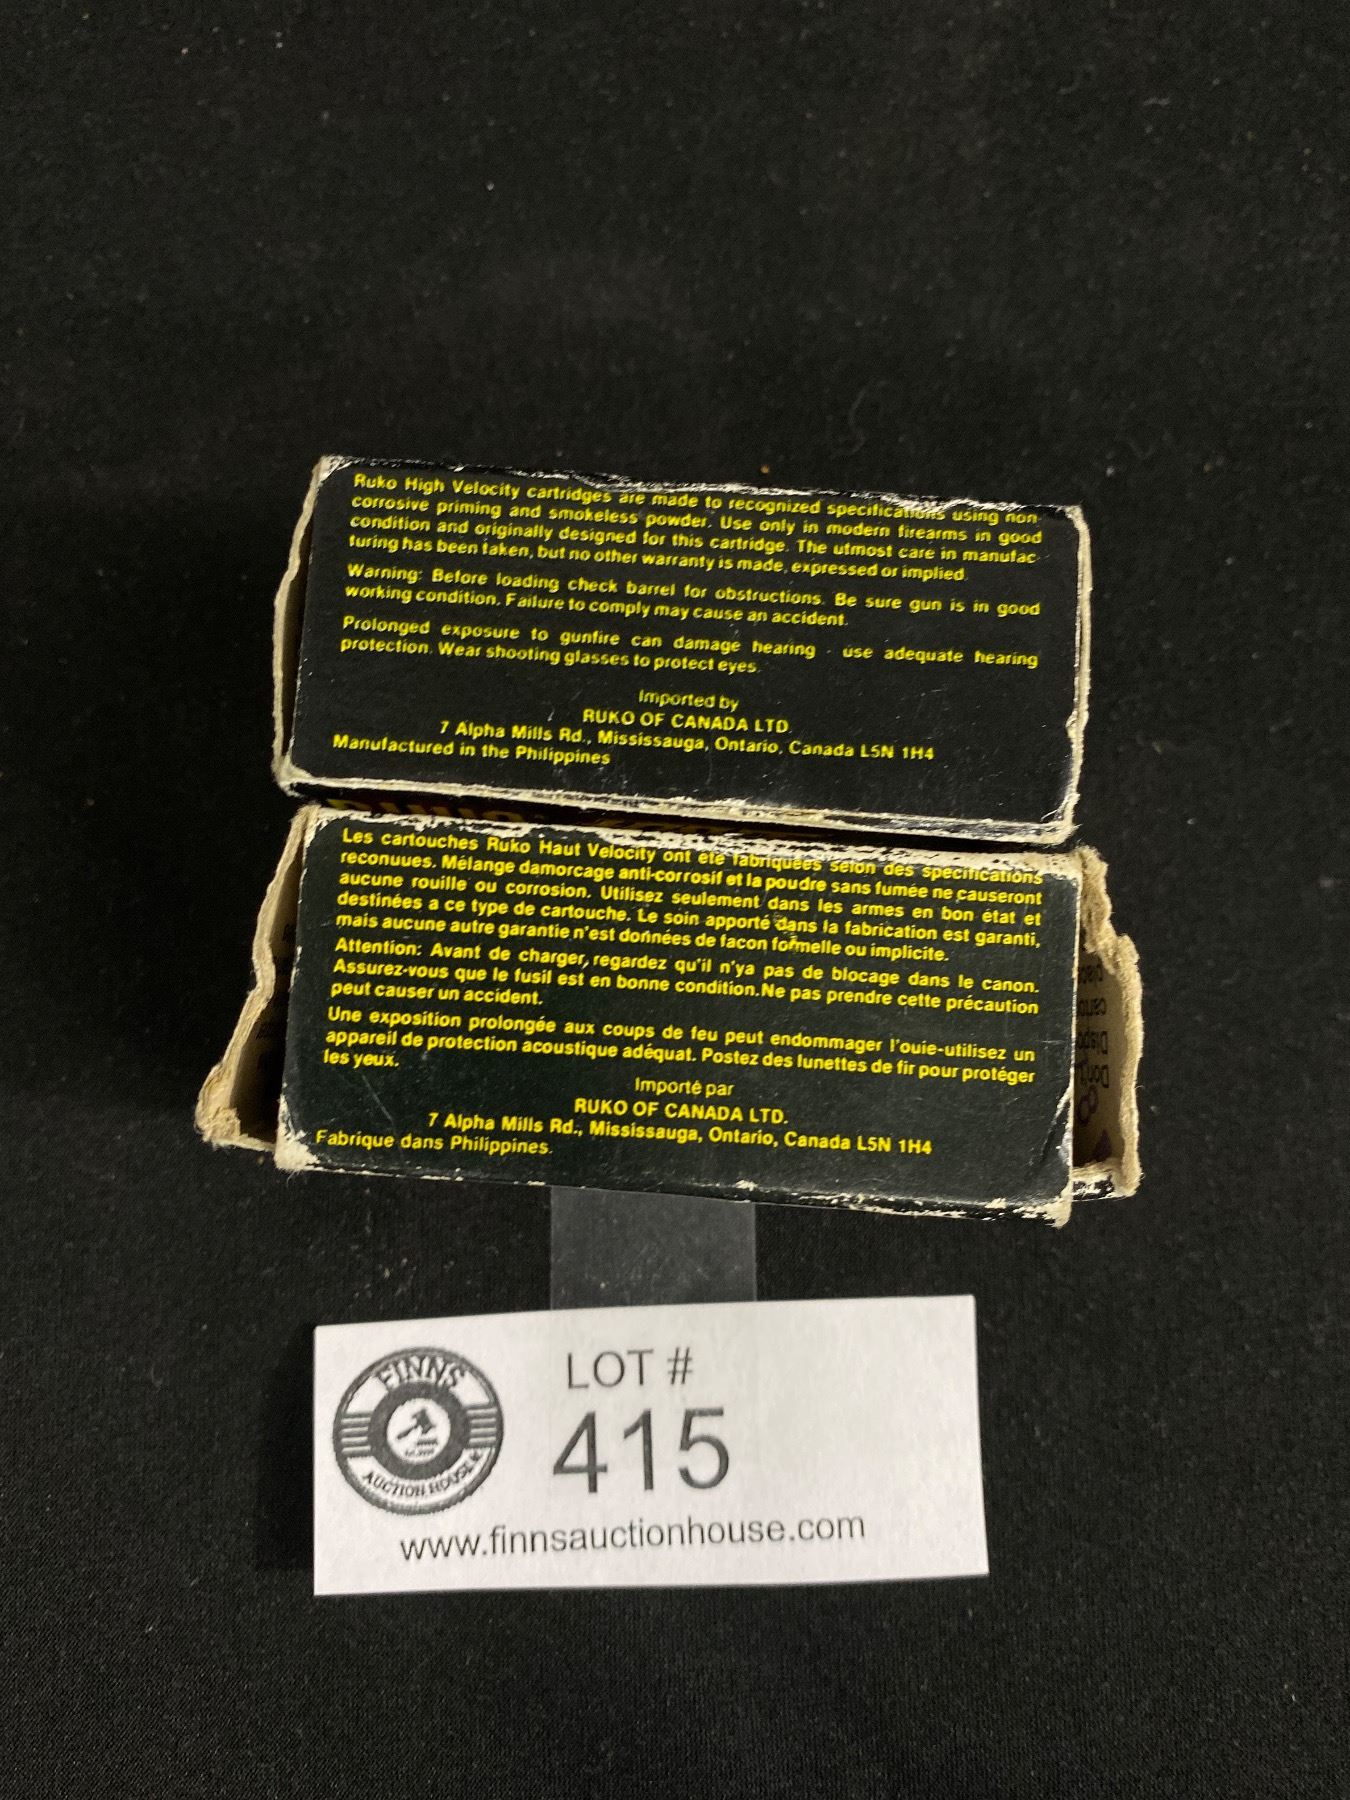 Ruko High Velocity cartridges are made to recognized specifications using non-
corrosive priming and smokeless powder. Use only in modern firearms in good
condition and originally designed for this cartridge. The utmost care in manufac-
turing has been taken, but no other warranty is made, expressed or implied.
Warning: Before loading check barrel for obstructions. Be sure gun is in good
working condition. Failure to comply may cause an accident.
Prolonged exposure to gunfire can damage hearing - use adequate hearing
protection. Wear shooting glasses to protect eyes.
Imported by
RUKO OF CANADA LTD.
7 Alpha Mills Rd., Mississauga, Ontario, Canada L5N 1H4
Manufactured in the Philippines
Les cartouches Ruko Haut Velocity ont été fabriquées selon des specifications
reconuues. Mélange damorcage anti-corrosif et la poudre sans fumée ne causeront
aucune rouille ou corrosion. Utilisez seulement dans les armes en bon état et
destinées a ce type de cartouche. Le soin apporté dans la fabrication est garanti,
mais aucune autre garantie n'est données de facon formelle ou implicite.
Attention: Avant de charger, regardez qu'il n'ya pas de blocage dans le canon.
Assurez-vous que le fusil est en bonne condition. Ne pas prendre cette précaution
peut causer un accident.
Une exposition prolongée aux coups de feu peut endommager l'ouie-utilisez un
appareil de protection acoustique adéquat. Postez des lunettes de fir pour protéger
les yeux.
Importé par
RUKO OF CANADA LTD.
7 Alpha Mills Rd., Mississauga, Ontario, Canada L5N 1H4
Fabrique dans Philippines.
FINNS
AUCTION HOUSE
LOT #
415
www.finnsauctionhouse.com